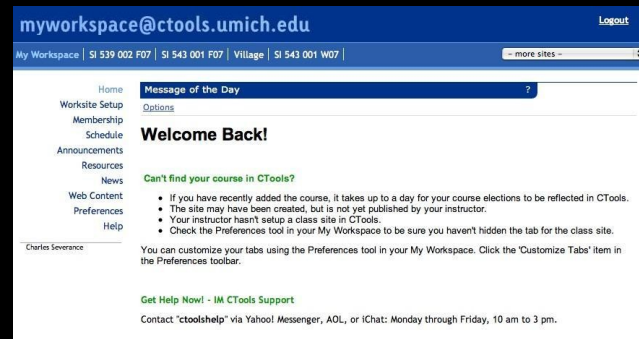 myworkspace@ctools.umich.edu
Logout
My Workspace | SI 539 002 F07 | SI 543 001 F07 | Village | SI 543 001 W07 |
- more sites -
Home
Worksite Setup
Membership
Schedule
Announcements
Resources
News
Web Content
Preferences
Help
Charles Severance
Message of the Day
?
Options
Welcome Back!
Can't find your course in CTools?
• If you have recently added the course, it takes up to a day for your course elections to be reflected in CTools.
• The site may have been created, but is not yet published by your instructor.
• Your instructor hasn't setup a class site in CTools.
• Check the Preferences tool in your My Workspace to be sure you haven't hidden the tab for the class site.
You can customize your tabs using the Preferences tool in your My Workspace. Click the 'Customize Tabs' item in
the Preferences toolbar.
Get Help Now! - IM CTools Support
Contact "ctoolshelp" via Yahoo! Messenger, AOL, or iChat: Monday through Friday, 10 am to 3 pm.